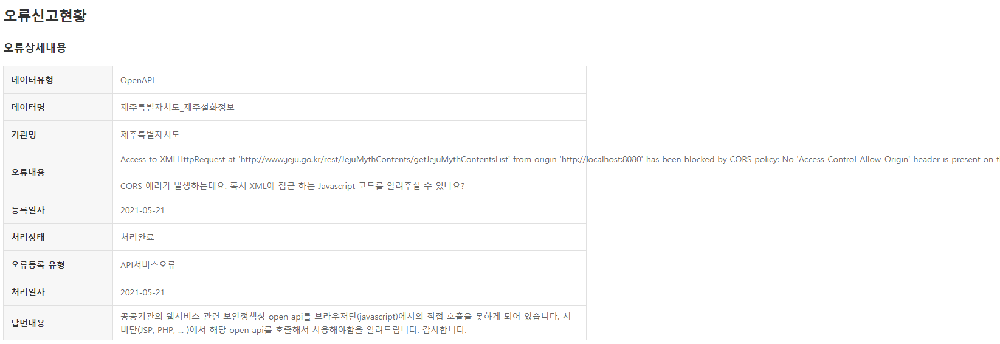 오류신고현황
오류상세내용
데이터유형 OpenAPI
데이터명 제주특별자치도_제주설화정보
기관명 제주특별자치도
오류내용 Access to XMLHttpRequest at 'http://www.jeju.go.kr/rest/JejuMythContents/getJejuMythContentsList' from origin 'http://localhost:8080' has been blocked by CORS policy: No 'Access-Control-Allow-Origin' header is present on t
CORS 에러가 발생하는데요. 혹시 XML에 접근 하는 Javascript 코드를 알려주실 수 있나요?
등록일자 2021-05-21
처리상태 처리완료
오류등록 유형 API서비스오류
처리일자 2021-05-21
답변내용 공공기관의 웹서비스 관련 보안정책상 open api를 브라우저단(javascript)에서의 직접 호출을 못하게 되어 있습니다. 서
버단(JSP, PHP, ... )에서 해당 open api를 호출해서 사용해야함을 알려드립니다. 감사합니다.